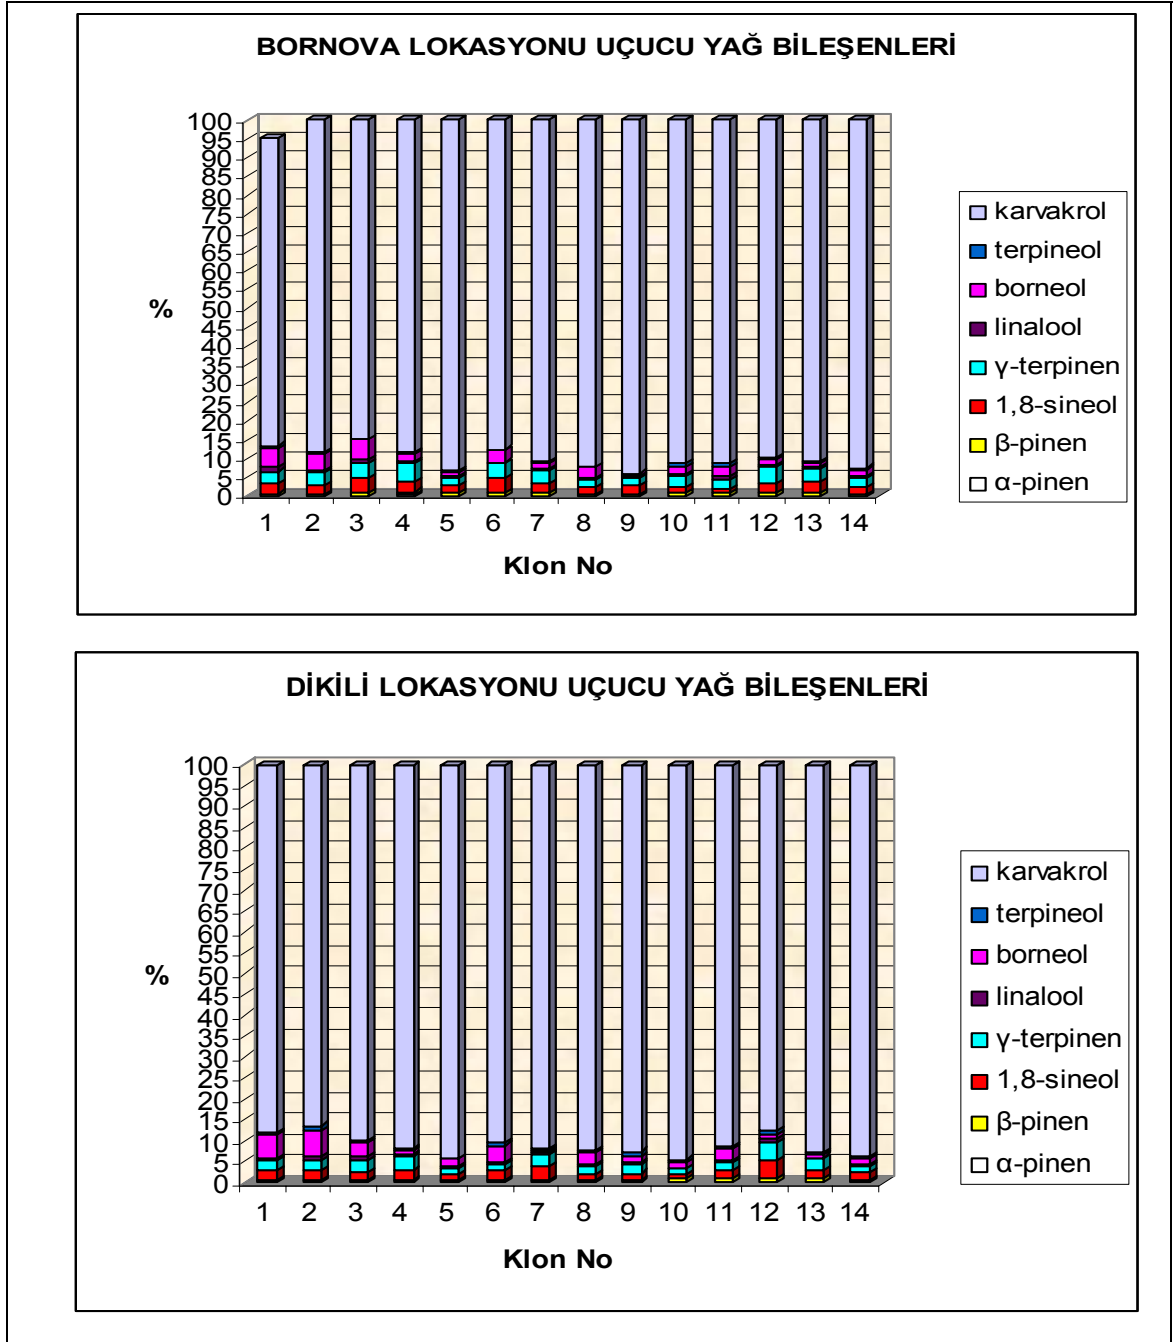 BORNOVA LOKASYONU UÇUCU YAĞ BİLEŞENLERİ
100
95
90
85
80
75
70
65
60
55
50
45
40
35
30
25
20
15
10
5
0
%
1 2 3 4 5 6 7 8 9 10 11 12 13 14
Klon No
karvakrol
terpineol
borneol
linalool
γ-terpinen
1,8-sineol
β-pinen
α-pinen
DİKİLİ LOKASYONU UÇUCU YAĞ BİLEŞENLERİ
100
95
90
85
80
75
70
65
60
55
50
45
40
35
30
25
20
15
10
5
0
%
1 2 3 4 5 6 7 8 9 10 11 12 13 14
Klon No
karvakrol
terpineol
borneol
linalool
γ-terpinen
1,8-sineol
β-pinen
α-pinen